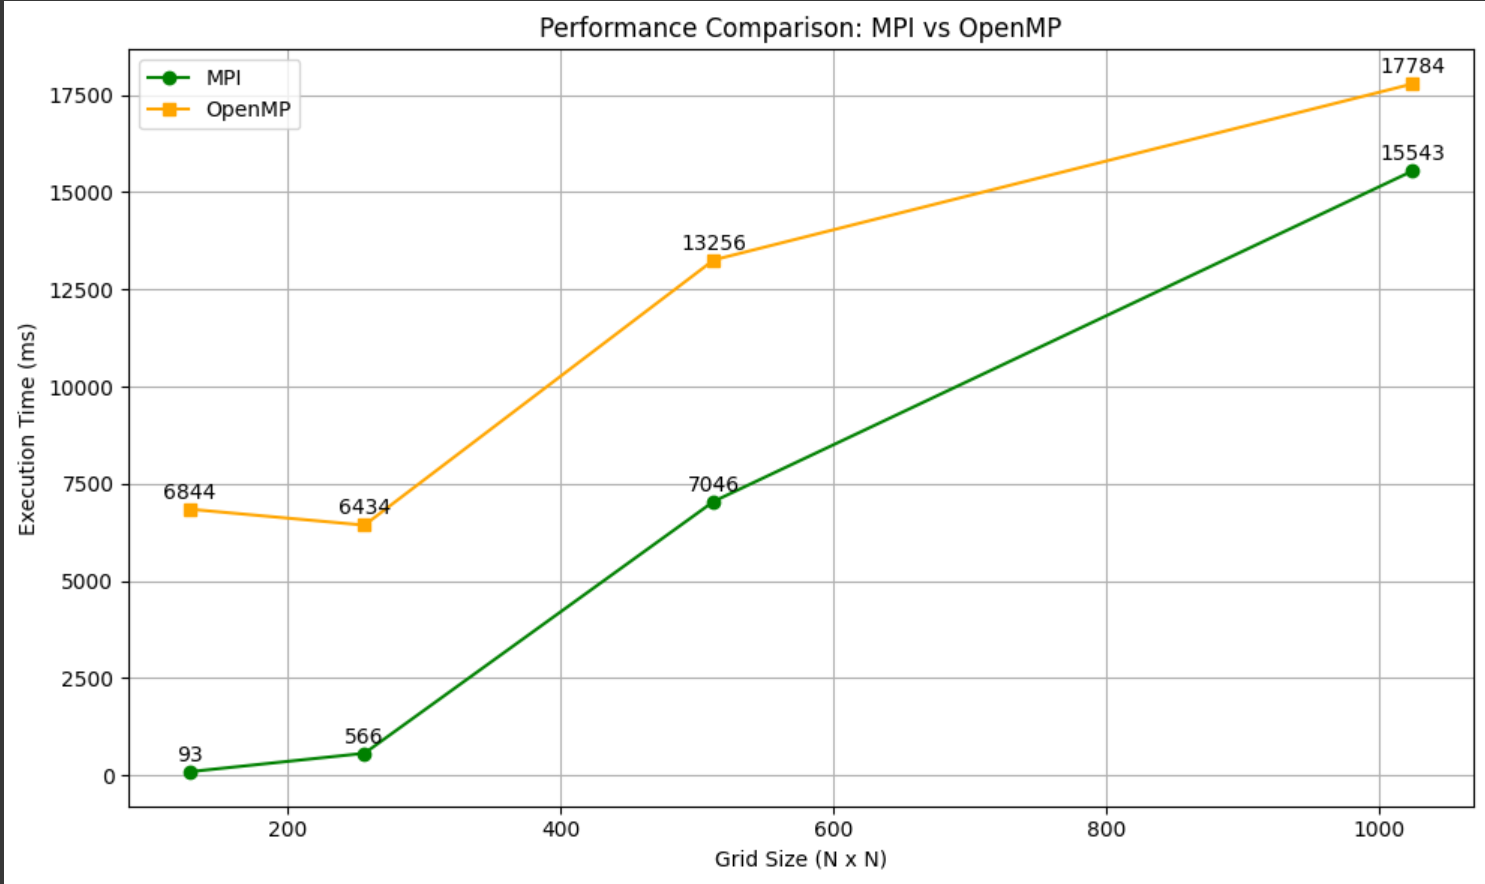 Performance Comparison: MPI vs OpenMP
MPI
OpenMP
17784
15543
13256
7046
6844
6434
566
93
17500
15000
12500
10000
7500
5000
2500
0
Execution Time (ms)
200 400 600 800 1000
Grid Size (N x N)